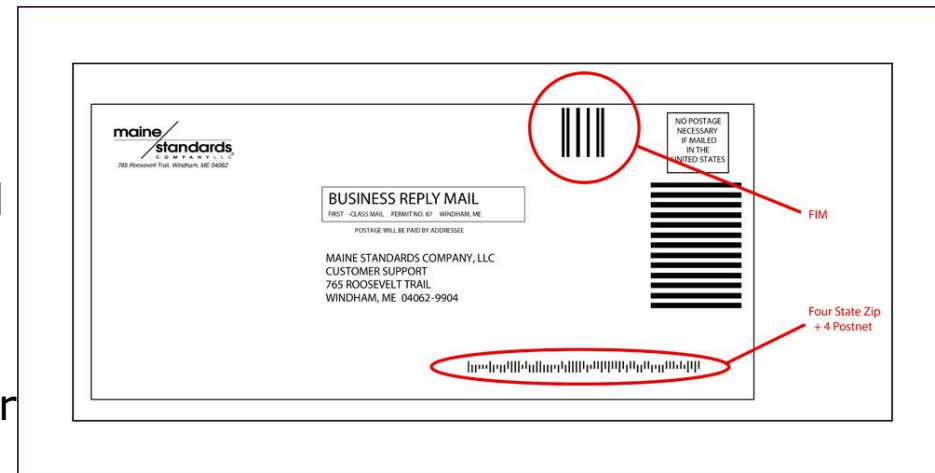 maine
standards
COMPANY LLC
765 Roosevelt Trail, Windham, ME 04062
NO POSTAGE
NECESSARY
IF MAILED
IN THE
UNITED STATES
BUSINESS REPLY MAIL
FIRST -CLASS MAIL PERMIT NO. 87 WINDHAM, ME
POSTAGE WILL BE PAID BY ADDRESSEE
MAINE STANDARDS COMPANY, LLC
CUSTOMER SUPPORT
765 ROOSEVELT TRAIL
WINDHAM, ME 04062-9904
FIM
Four State Zip
+ 4 Postnet